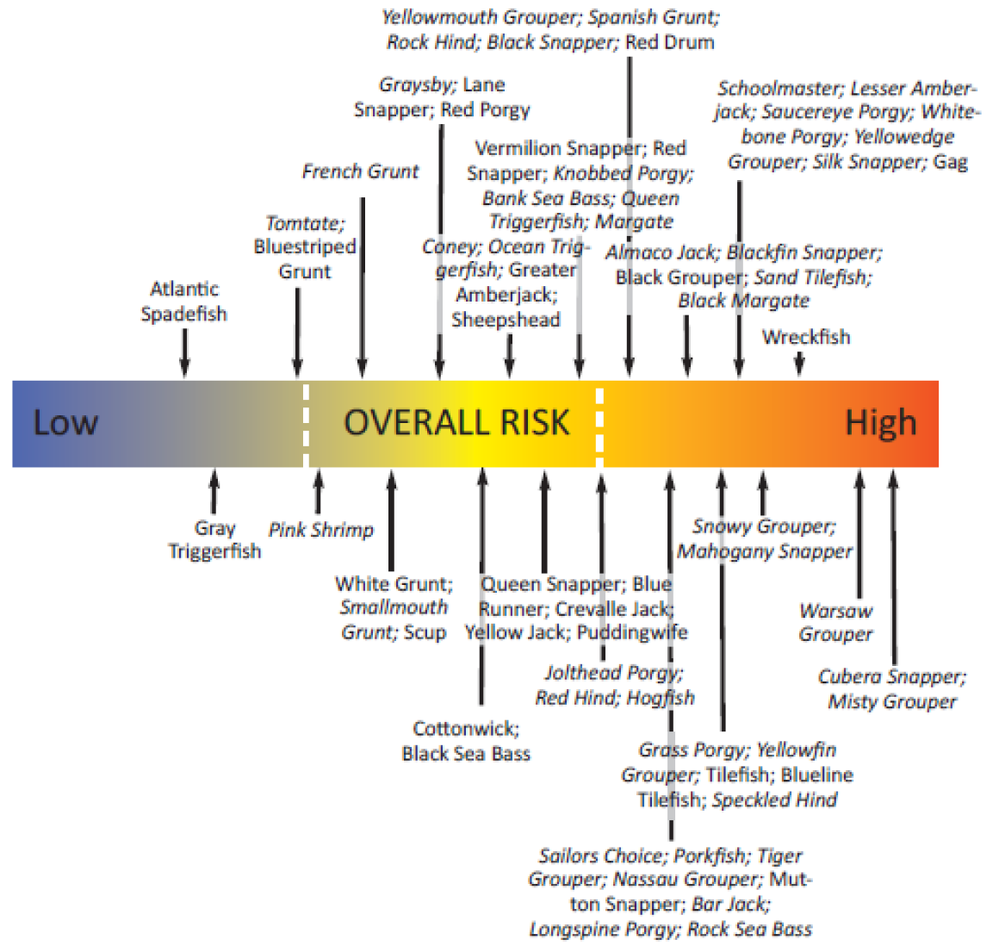 Yellowmouth Grouper; Spanish Grunt;
Rock Hind; Black Snapper; Red Drum
Graysby; Lane
Snapper; Red Porgy
Schoolmaster; Lesser Amber-
jack; Saucereye Porgy; White-
bone Porgy; Yellowedge
Grouper; Silk Snapper; Gag
French Grunt
Vermilion Snapper; Red
Snapper; Knobbed Porgy;
Bank Sea Bass; Queen
Triggerfish; Margate
Tomtate;
Bluestriped
Grunt
Coney; Ocean Trig-
gerfish; Greater
Amberjack;
Sheepshead
Almaco Jack; Blackfin Snapper;
Black Grouper; Sand Tilefish;
Black Margate
Atlantic
Spadefish
Wreckfish
Low
OVERALL RISK
High
Gray
Triggerfish
Pink Shrimp
Snowy Grouper;
Mahogany Snapper
White Grunt;
Smallmouth
Grunt; Scup
Queen Snapper; Blue
Runner; Crevalle Jack;
Yellow Jack; Puddingwife
Warsaw
Grouper
Jolthead Porgy;
Red Hind; Hogfish
Cubera Snapper;
Misty Grouper
Cottonwick;
Black Sea Bass
Grass Porgy; Yellowfin
Grouper; Tilefish; Blueline
Tilefish; Speckled Hind
Sailors Choice; Porkfish; Tiger
Grouper; Nassau Grouper; Mut-
ton Snapper; Bar Jack;
Longspine Porgy; Rock Sea Bass